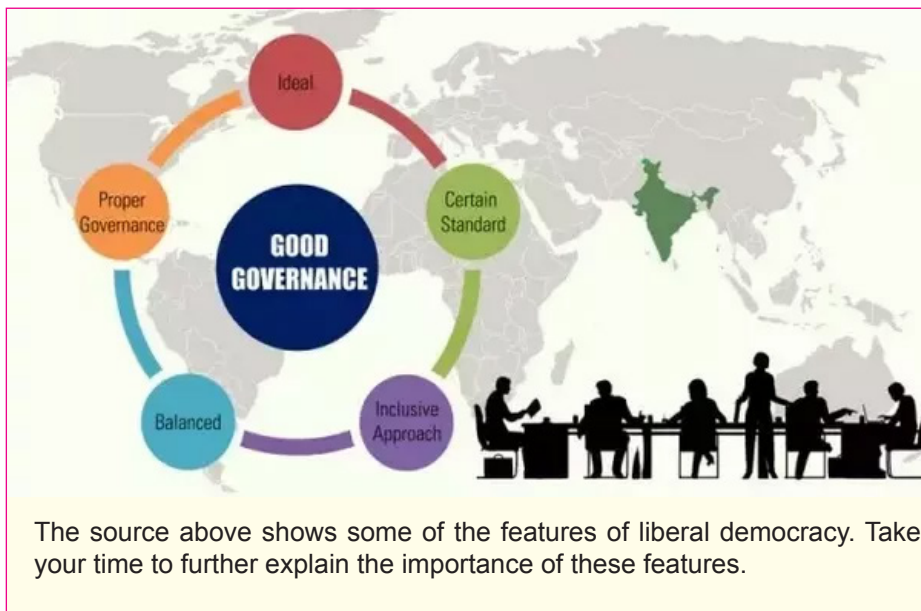 Ideal
Proper
Governance
Certain
Standard
GOOD
GOVERNANCE
Balanced
Inclusive
Approach
The source above shows some of the features of liberal democracy. Take
your time to further explain the importance of these features.